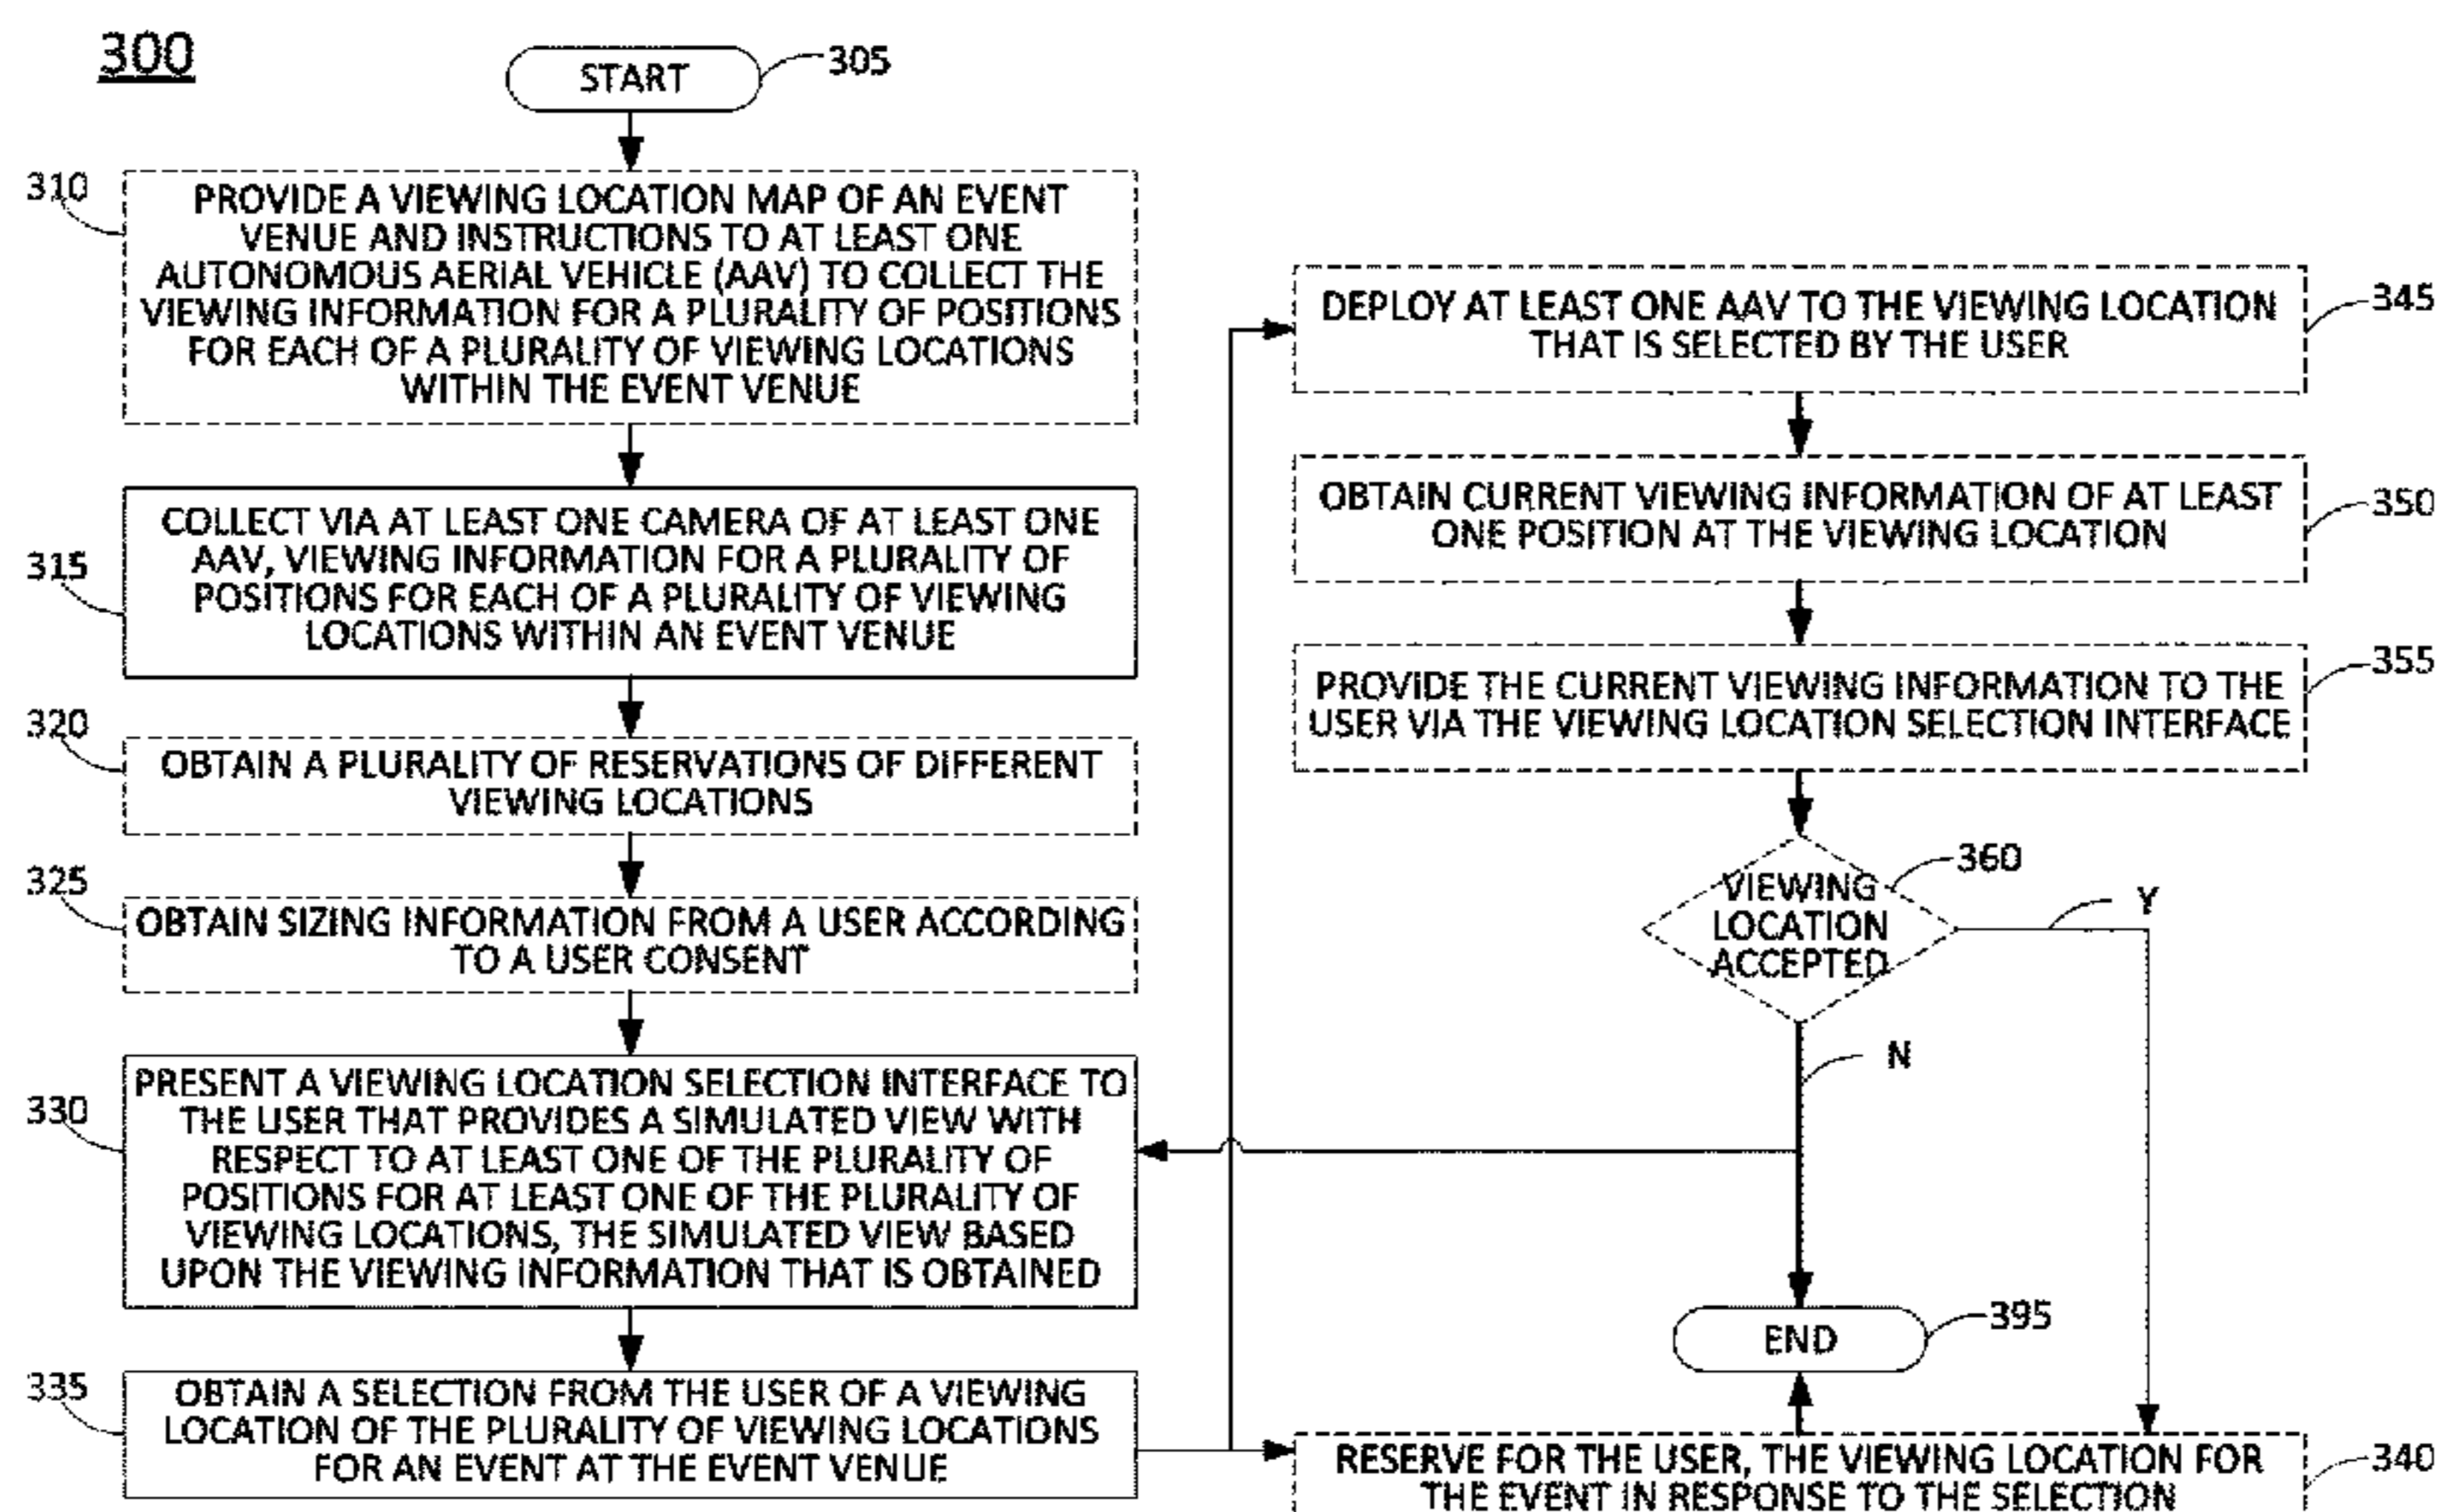 300
START
305
310
PROVIDE A VIEWING LOCATION MAP OF AN EVENT
VENUE AND INSTRUCTIONS TO AT LEAST ONE
AUTONOMOUS AERIAL VEHICLE (AAV) TO COLLECT THE
VIEWING INFORMATION FOR A PLURALITY OF POSITIONS
FOR EACH OF A PLURALITY OF VIEWING LOCATIONS
WITHIN THE EVENT VENUE
315
COLLECT VIA AT LEAST ONE CAMERA OF AT LEAST ONE
AAV, VIEWING INFORMATION FOR A PLURALITY OF
POSITIONS FOR EACH OF A PLURALITY OF VIEWING
LOCATIONS WITHIN AN EVENT VENUE
320
OBTAIN A PLURALITY OF RESERVATIONS OF DIFFERENT
VIEWING LOCATIONS
325
OBTAIN SIZING INFORMATION FROM A USER ACCORDING
TO A USER CONSENT
330
PRESENT A VIEWING LOCATION SELECTION INTERFACE TO
THE USER THAT PROVIDES A SIMULATED VIEW WITH
RESPECT TO AT LEAST ONE OF THE PLURALITY OF
POSITIONS FOR AT LEAST ONE OF THE PLURALITY OF
VIEWING LOCATIONS, THE SIMULATED VIEW BASED
UPON THE VIEWING INFORMATION THAT IS OBTAINED
335
OBTAIN A SELECTION FROM THE USER OF A VIEWING
LOCATION OF THE PLURALITY OF VIEWING LOCATIONS
FOR AN EVENT AT THE EVENT VENUE
DEPLOY AT LEAST ONE AAV TO THE VIEWING LOCATION
THAT IS SELECTED BY THE USER
345
OBTAIN CURRENT VIEWING INFORMATION OF AT LEAST
ONE POSITION AT THE VIEWING LOCATION
350
PROVIDE THE CURRENT VIEWING INFORMATION TO THE
USER VIA THE VIEWING LOCATION SELECTION INTERFACE
355
VIEWING
LOCATION
ACCEPTED
360
Y
N
END
395
RESERVE FOR THE USER, THE VIEWING LOCATION FOR
THE EVENT IN RESPONSE TO THE SELECTION
340